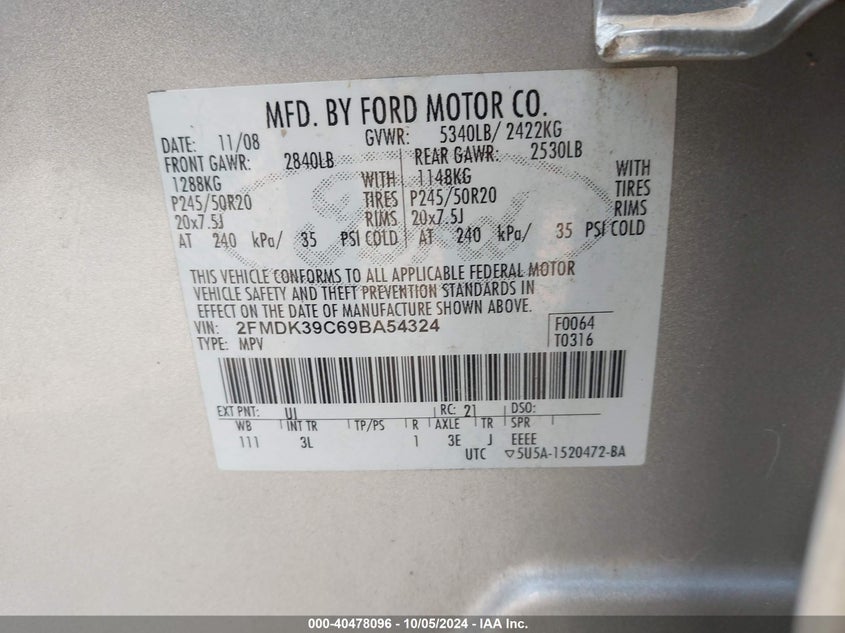 MFD. BY FORD MOTOR CO.
DATE: 11/08 GVWR: 5340LB/ 2422KG
FRONT GAWR: 2840LB REAR GAWR: 2530LB
1288KG WITH 1148KG WITH
P245/50R20 TIRES P245/50R20 TIRES
20x7.5J RIMS 20x7.5J RIMS
AT 240 kPa/ 35 PSI COLD AT 240 kPa/ 35 PSI COLD
THIS VEHICLE CONFORMS TO ALL APPLICABLE FEDERAL MOTOR
VEHICLE SAFETY AND THEFT PREVENTION STANDARDS IN
EFFECT ON THE DATE OF MANUFACTURE SHOWN ABOVE.
VIN: 2FMDK39C69BA54324 F0064
TYPE: MPV T0316
EXT PNT: UJ RC: 21 DSO:
WB INT TR TP/PS R AXLE TR SPR
111 3L 1 3E J EEEE
UTC ▽5U5A-1520472-BA
000-40478096 - 10/05/2024 - IAA Inc.